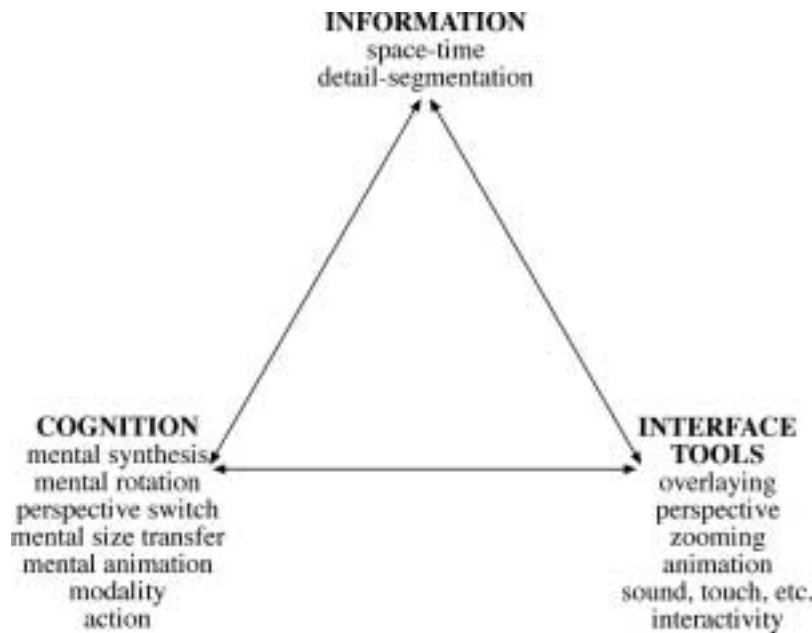 INFORMATION
space-time
detail-segmentation
COGNITION
mental synthesis
mental rotation
perspective switch
mental size transfer
mental animation
modality
action
INTERFACE
TOOLS
overlaying
perspective
zooming
animation
sound, touch, etc.
interactivity